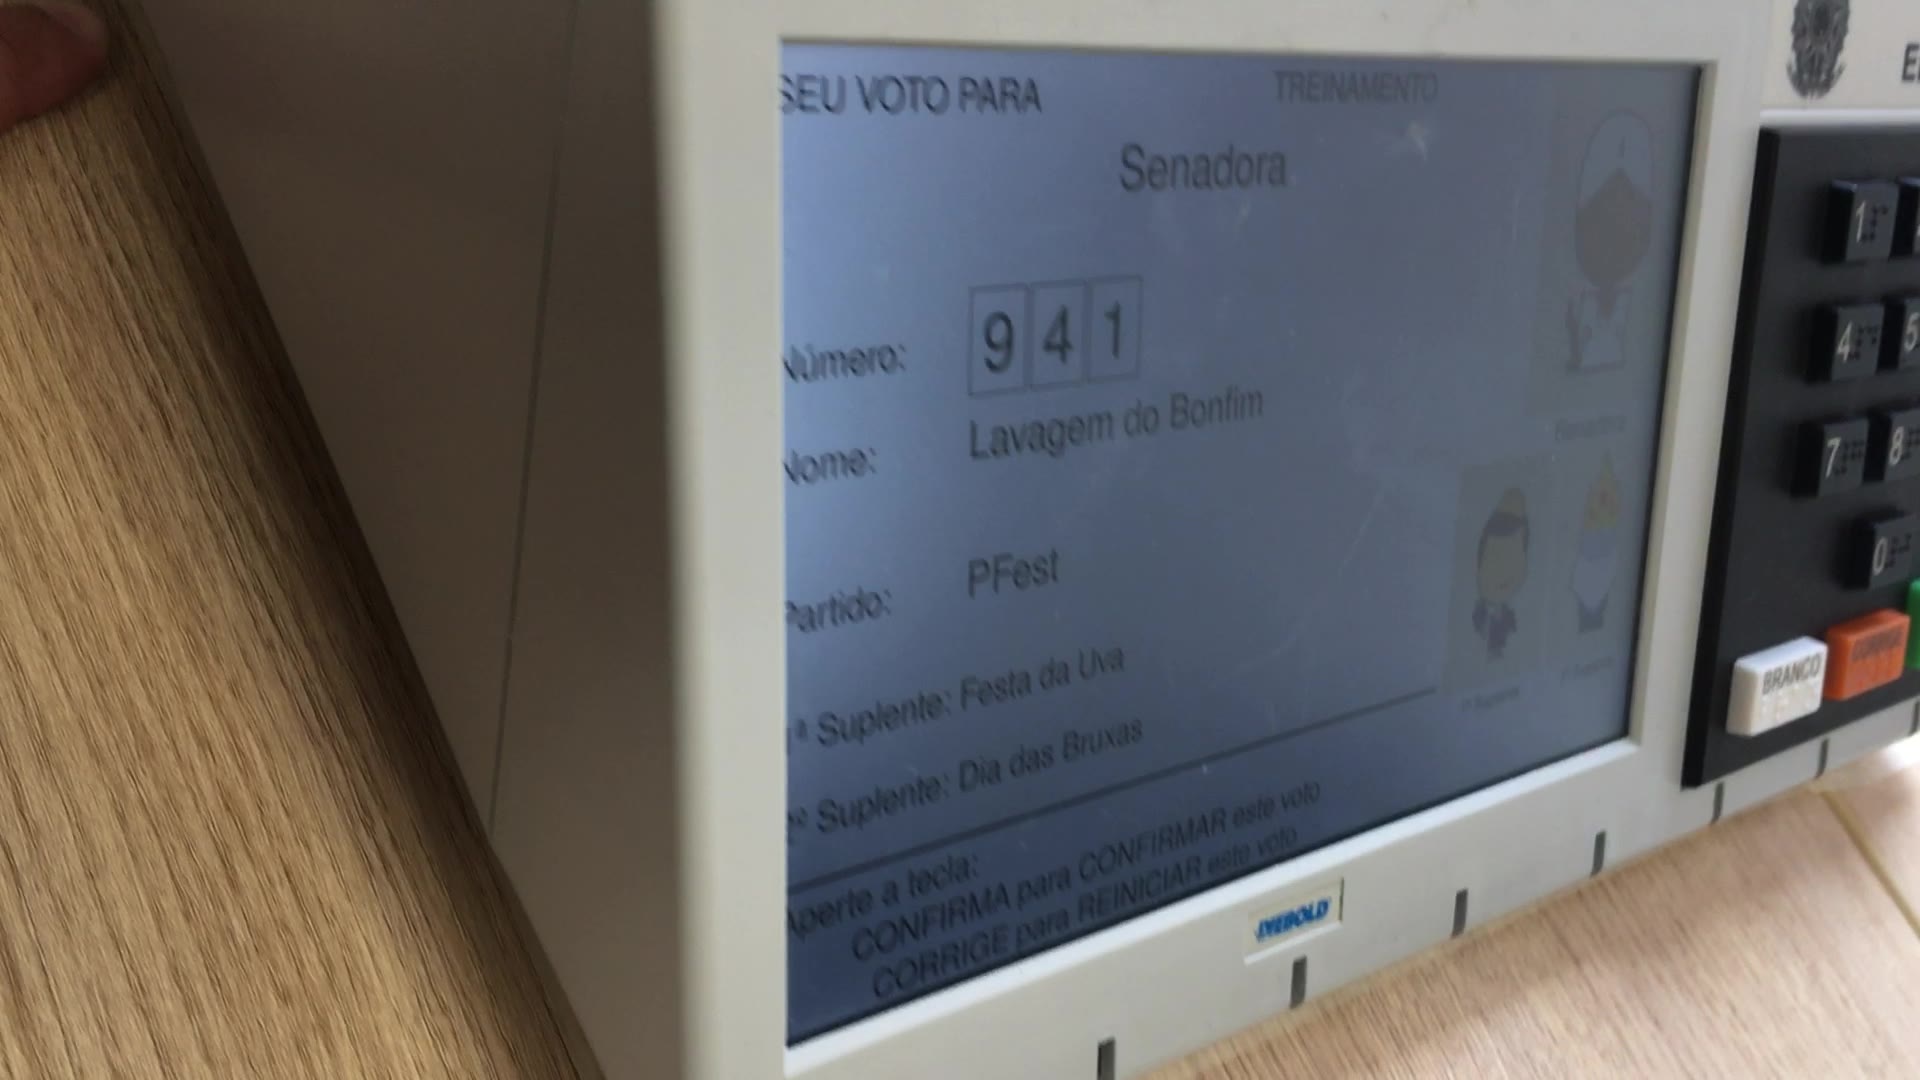 SEU VOTO PARA
TREINAMENTO
Senadora
Número: 9 4 1
Nome: Lavagem do Bonfim
Partido: PFest
1ª Suplente: Festa da Uva
2º Suplente: Dia das Bruxas
Aperte a tecla:
CONFIRMA para CONFIRMAR este voto
CORRIGE para REINICIAR este voto
DIEBOLD
1
4 5
7 8
0
BRANCO